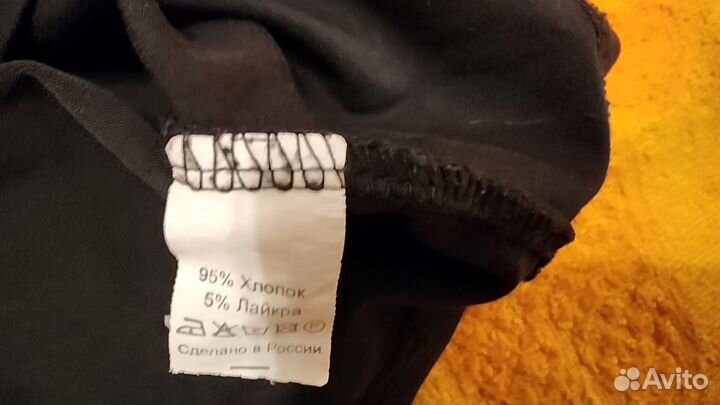 95% Хлопок
5% Лайкра
Сделано в России
Avito